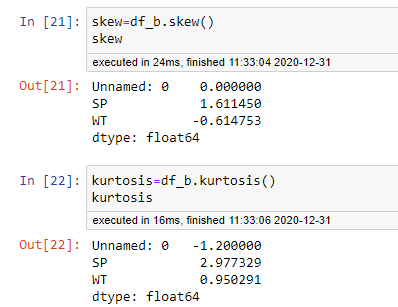 In [21]: skew=df_b.skew()
skew
executed in 24ms, finished 11:33:04 2020-12-31
Out[21]: Unnamed: 0    0.000000
SP            1.611450
WT           -0.614753
dtype: float64
In [22]: kurtosis=df_b.kurtosis()
kurtosis
executed in 16ms, finished 11:33:06 2020-12-31
Out[22]: Unnamed: 0   -1.200000
SP            2.977329
WT            0.950291
dtype: float64